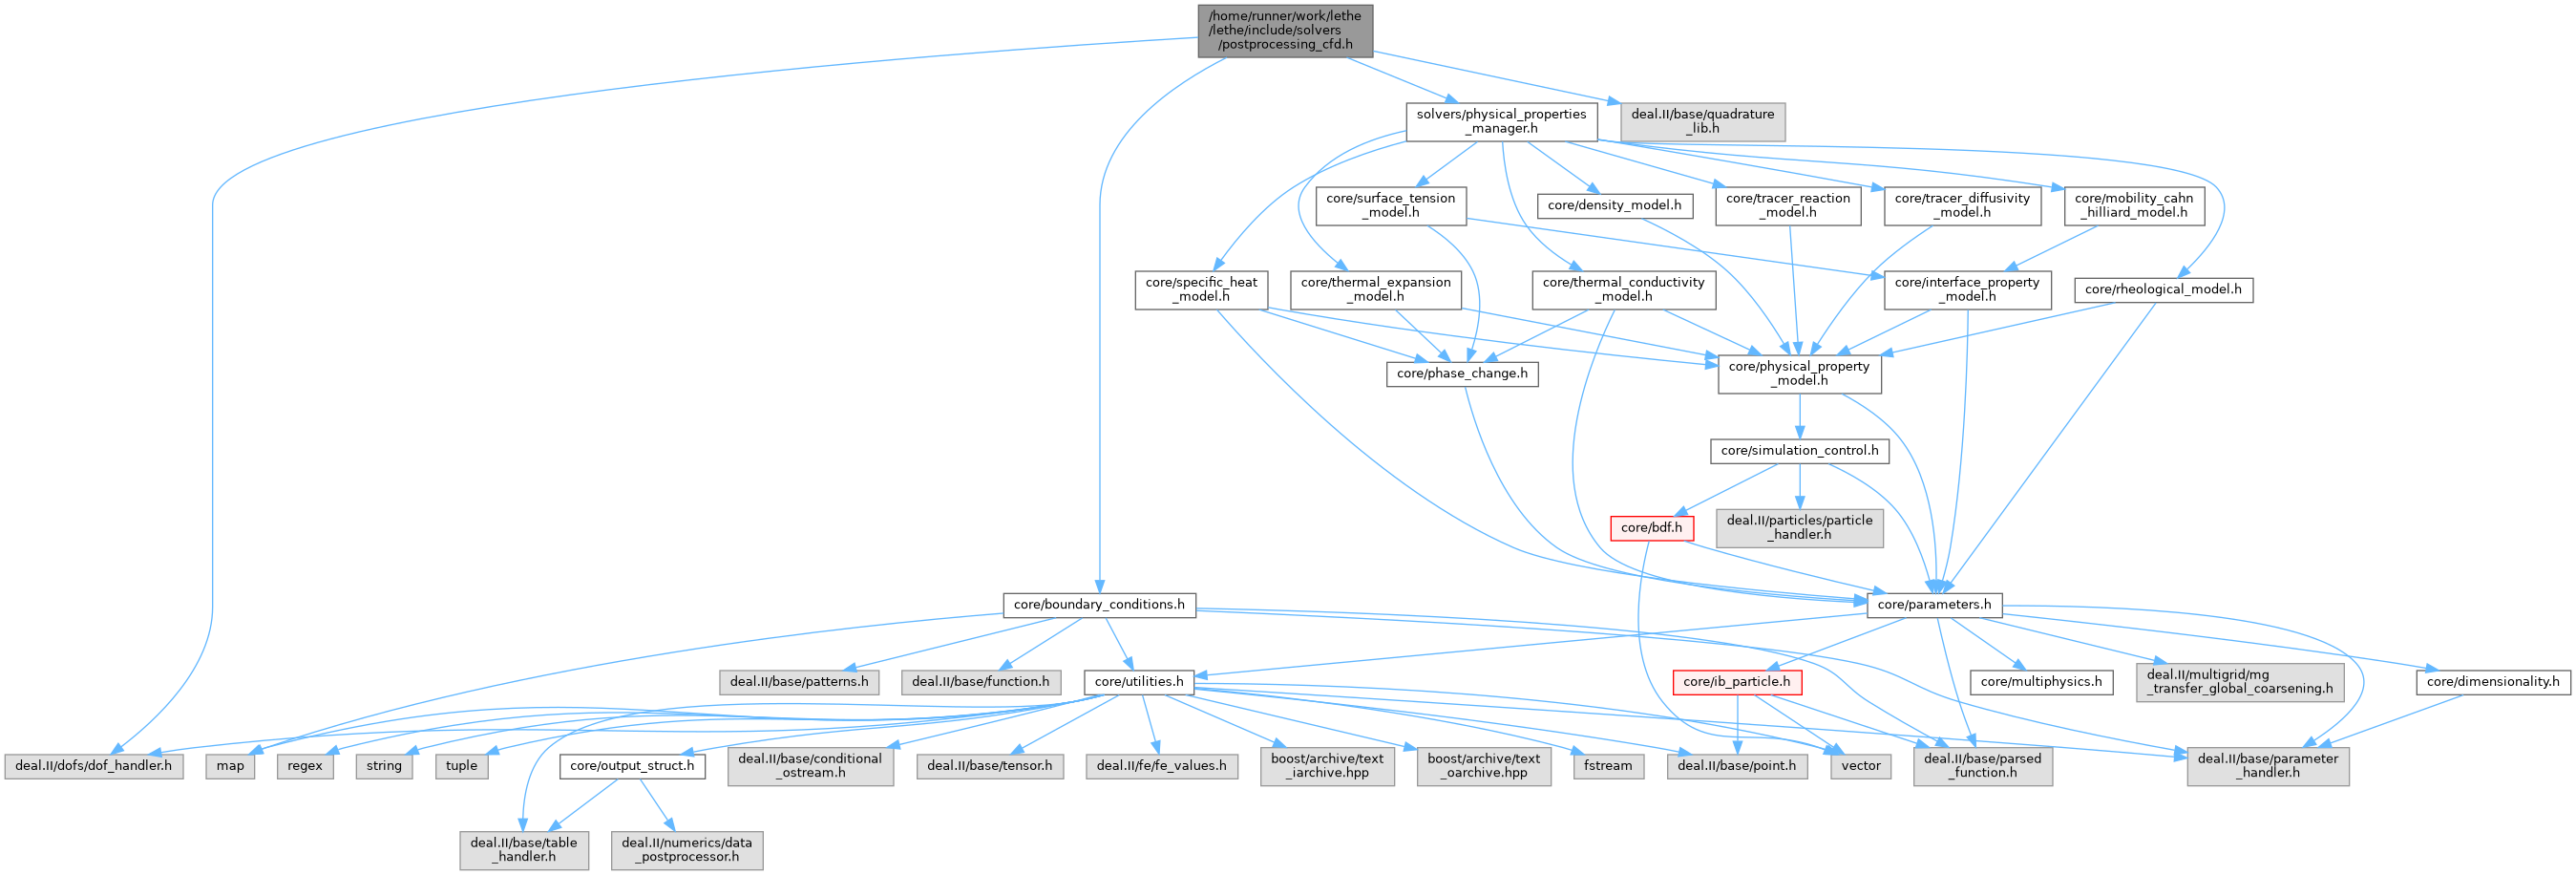 /home/runner/work/lethe
/lethe/include/solvers
/postprocessing_cfd.h
solvers/physical_properties
_manager.h
deal.II/base/quadrature
_lib.h
core/surface_tension
_model.h
core/density_model.h
core/tracer_reaction
_model.h
core/tracer_diffusivity
_model.h
core/mobility_cahn
_hilliard_model.h
core/specific_heat
_model.h
core/thermal_expansion
_model.h
core/thermal_conductivity
_model.h
core/interface_property
_model.h
core/rheological_model.h
core/phase_change.h
core/physical_property
_model.h
core/simulation_control.h
core/bdf.h
deal.II/particles/particle
_handler.h
core/boundary_conditions.h
core/parameters.h
deal.II/base/patterns.h
deal.II/base/function.h
core/utilities.h
core/ib_particle.h
core/multiphysics.h
deal.II/multigrid/mg
_transfer_global_coarsening.h
core/dimensionality.h
deal.II/dofs/dof_handler.h
map
regex
string
tuple
core/output_struct.h
deal.II/base/conditional
_ostream.h
deal.II/base/tensor.h
deal.II/fe/fe_values.h
boost/archive/text
_iarchive.hpp
boost/archive/text
_oarchive.hpp
fstream
deal.II/base/point.h
vector
deal.II/base/parsed
_function.h
deal.II/base/parameter
_handler.h
deal.II/base/table
_handler.h
deal.II/numerics/data
_postprocessor.h